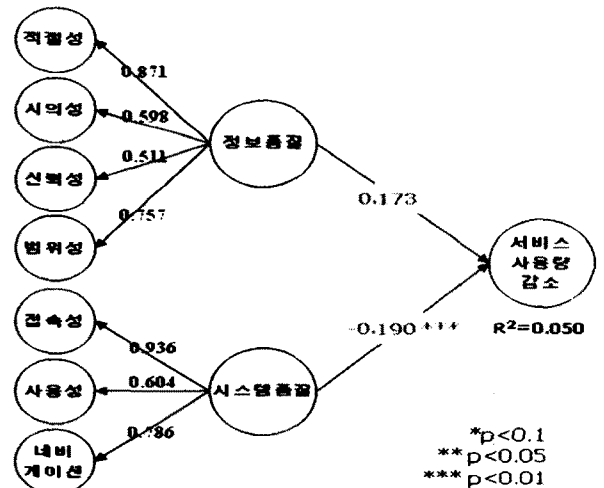 적절성
0.871
시의성
0.598
정보품질
신뢰성
0.511
0.757
범위성
0.173
서비스
사용량
감소
R²=0.050
접속성
0.936
-0.190***
사용성
0.604
시스템품질
네비
게이션
0.786
*p<0.1
**p<0.05
***p<0.01